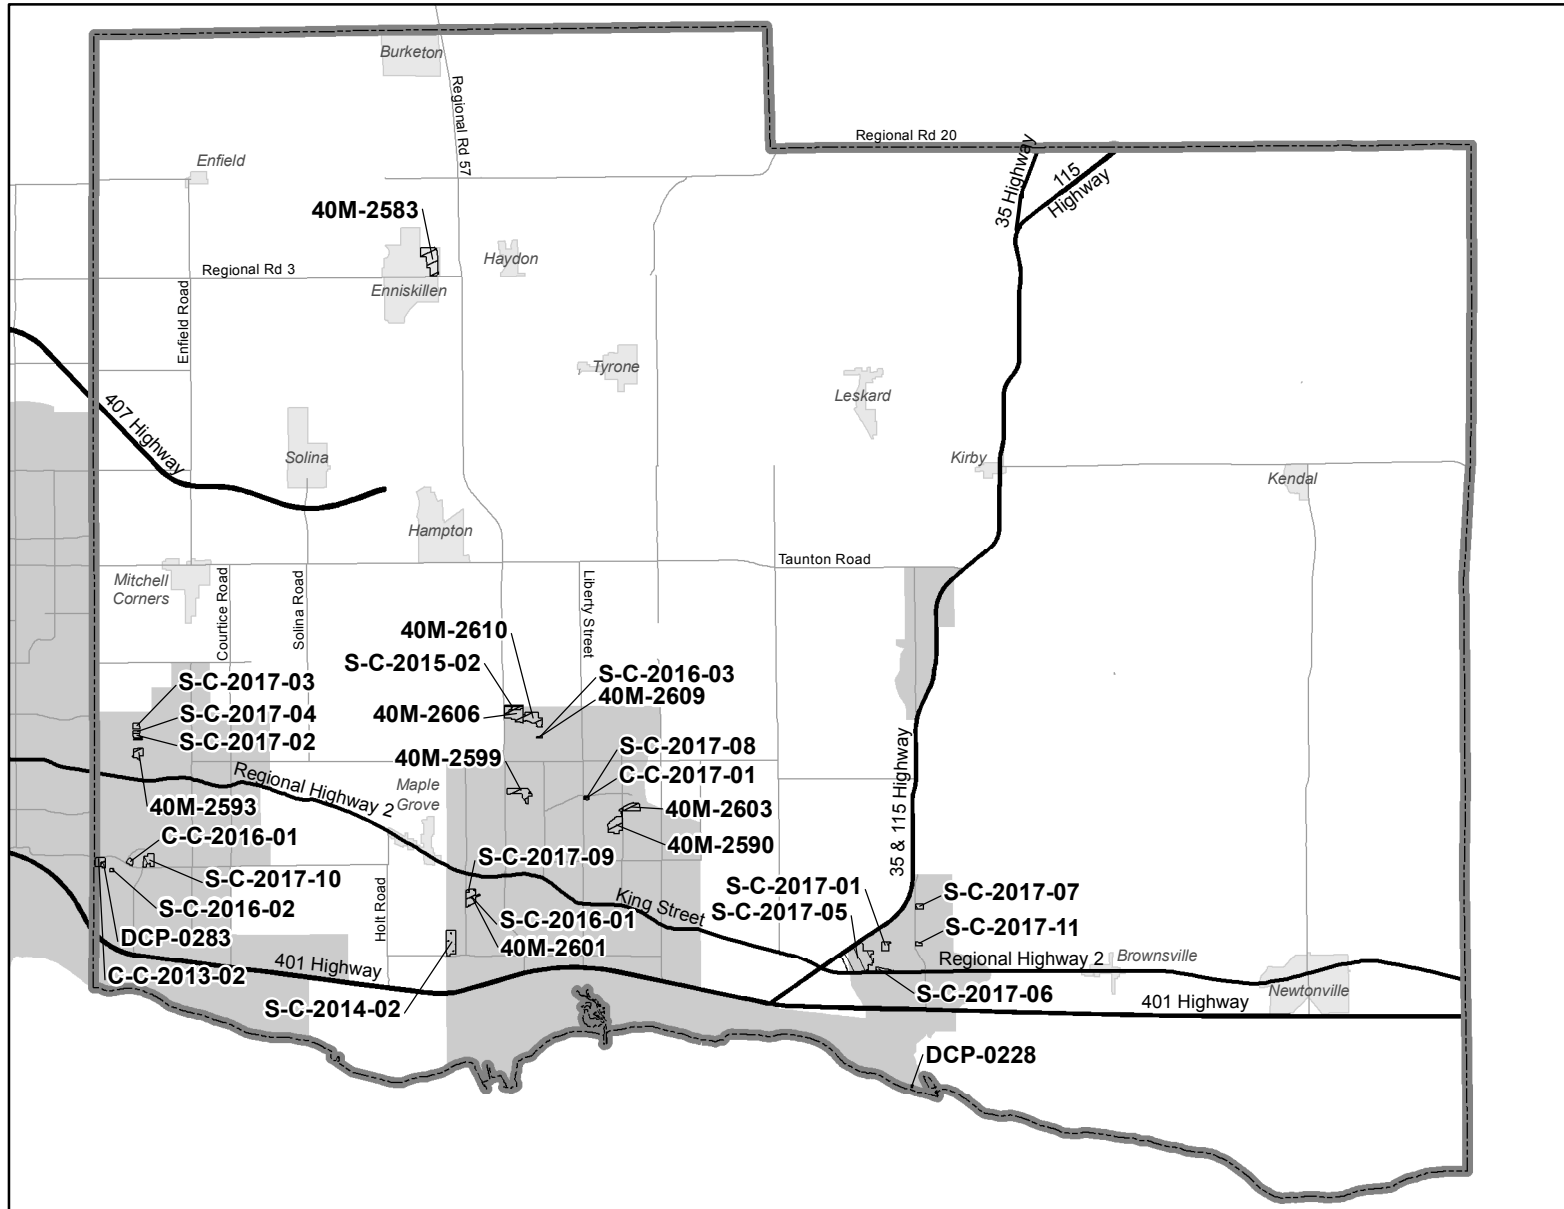 Burketon
Regional Rd 57
Regional Rd 20
Enfield
35 Highway
115
Highway
40M-2583
Haydon
Regional Rd 3
Enniskillen
Enfield Road
Tyrone
Leskard
407 Highway
Solina
Kirby
Kendal
Hampton
Taunton Road
Mitchell
Corners
Courtice Road
Solina Road
Liberty Street
40M-2610
S-C-2015-02
S-C-2016-03
S-C-2017-03
40M-2609
S-C-2017-04
40M-2606
S-C-2017-02
S-C-2017-08
40M-2599
C-C-2017-01
Regional Highway 2
Maple
Grove
40M-2593
40M-2603
35 & 115 Highway
C-C-2016-01
40M-2590
S-C-2017-09
S-C-2017-10
S-C-2017-01
S-C-2017-07
S-C-2016-02
Holt Road
S-C-2016-01
King Street
S-C-2017-05
DCP-0283
40M-2601
S-C-2017-11
C-C-2013-02
401 Highway
Regional Highway 2
Brownsville
S-C-2017-06
Newtonville
S-C-2014-02
401 Highway
DCP-0228